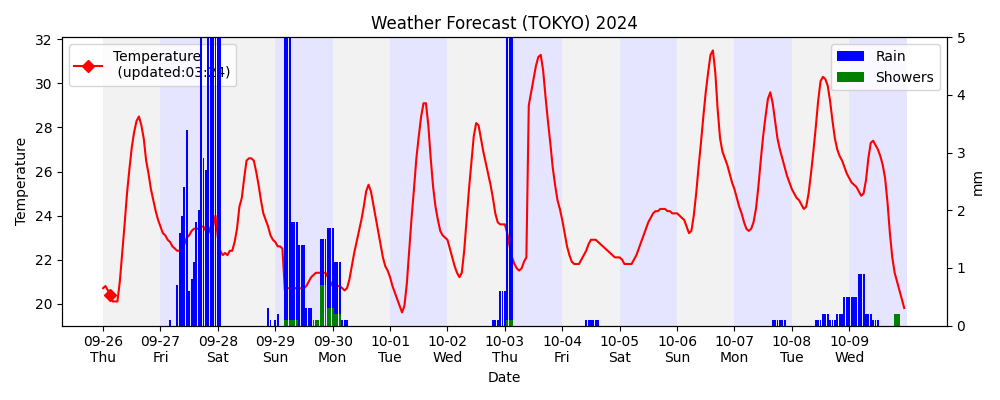 Weather Forecast (TOKYO) 2024
Temperature
(updated:03:24)
Rain
Showers
32
30
28
26
24
22
20
Temperature
5
4
3
2
1
0
mm
09-26 09-27 09-28 09-29 09-30 10-01 10-02 10-03 10-04 10-05 10-06 10-07 10-08 10-09
Thu Fri Sat Sun Mon Tue Wed Thu Fri Sat Sun Mon Tue Wed
Date